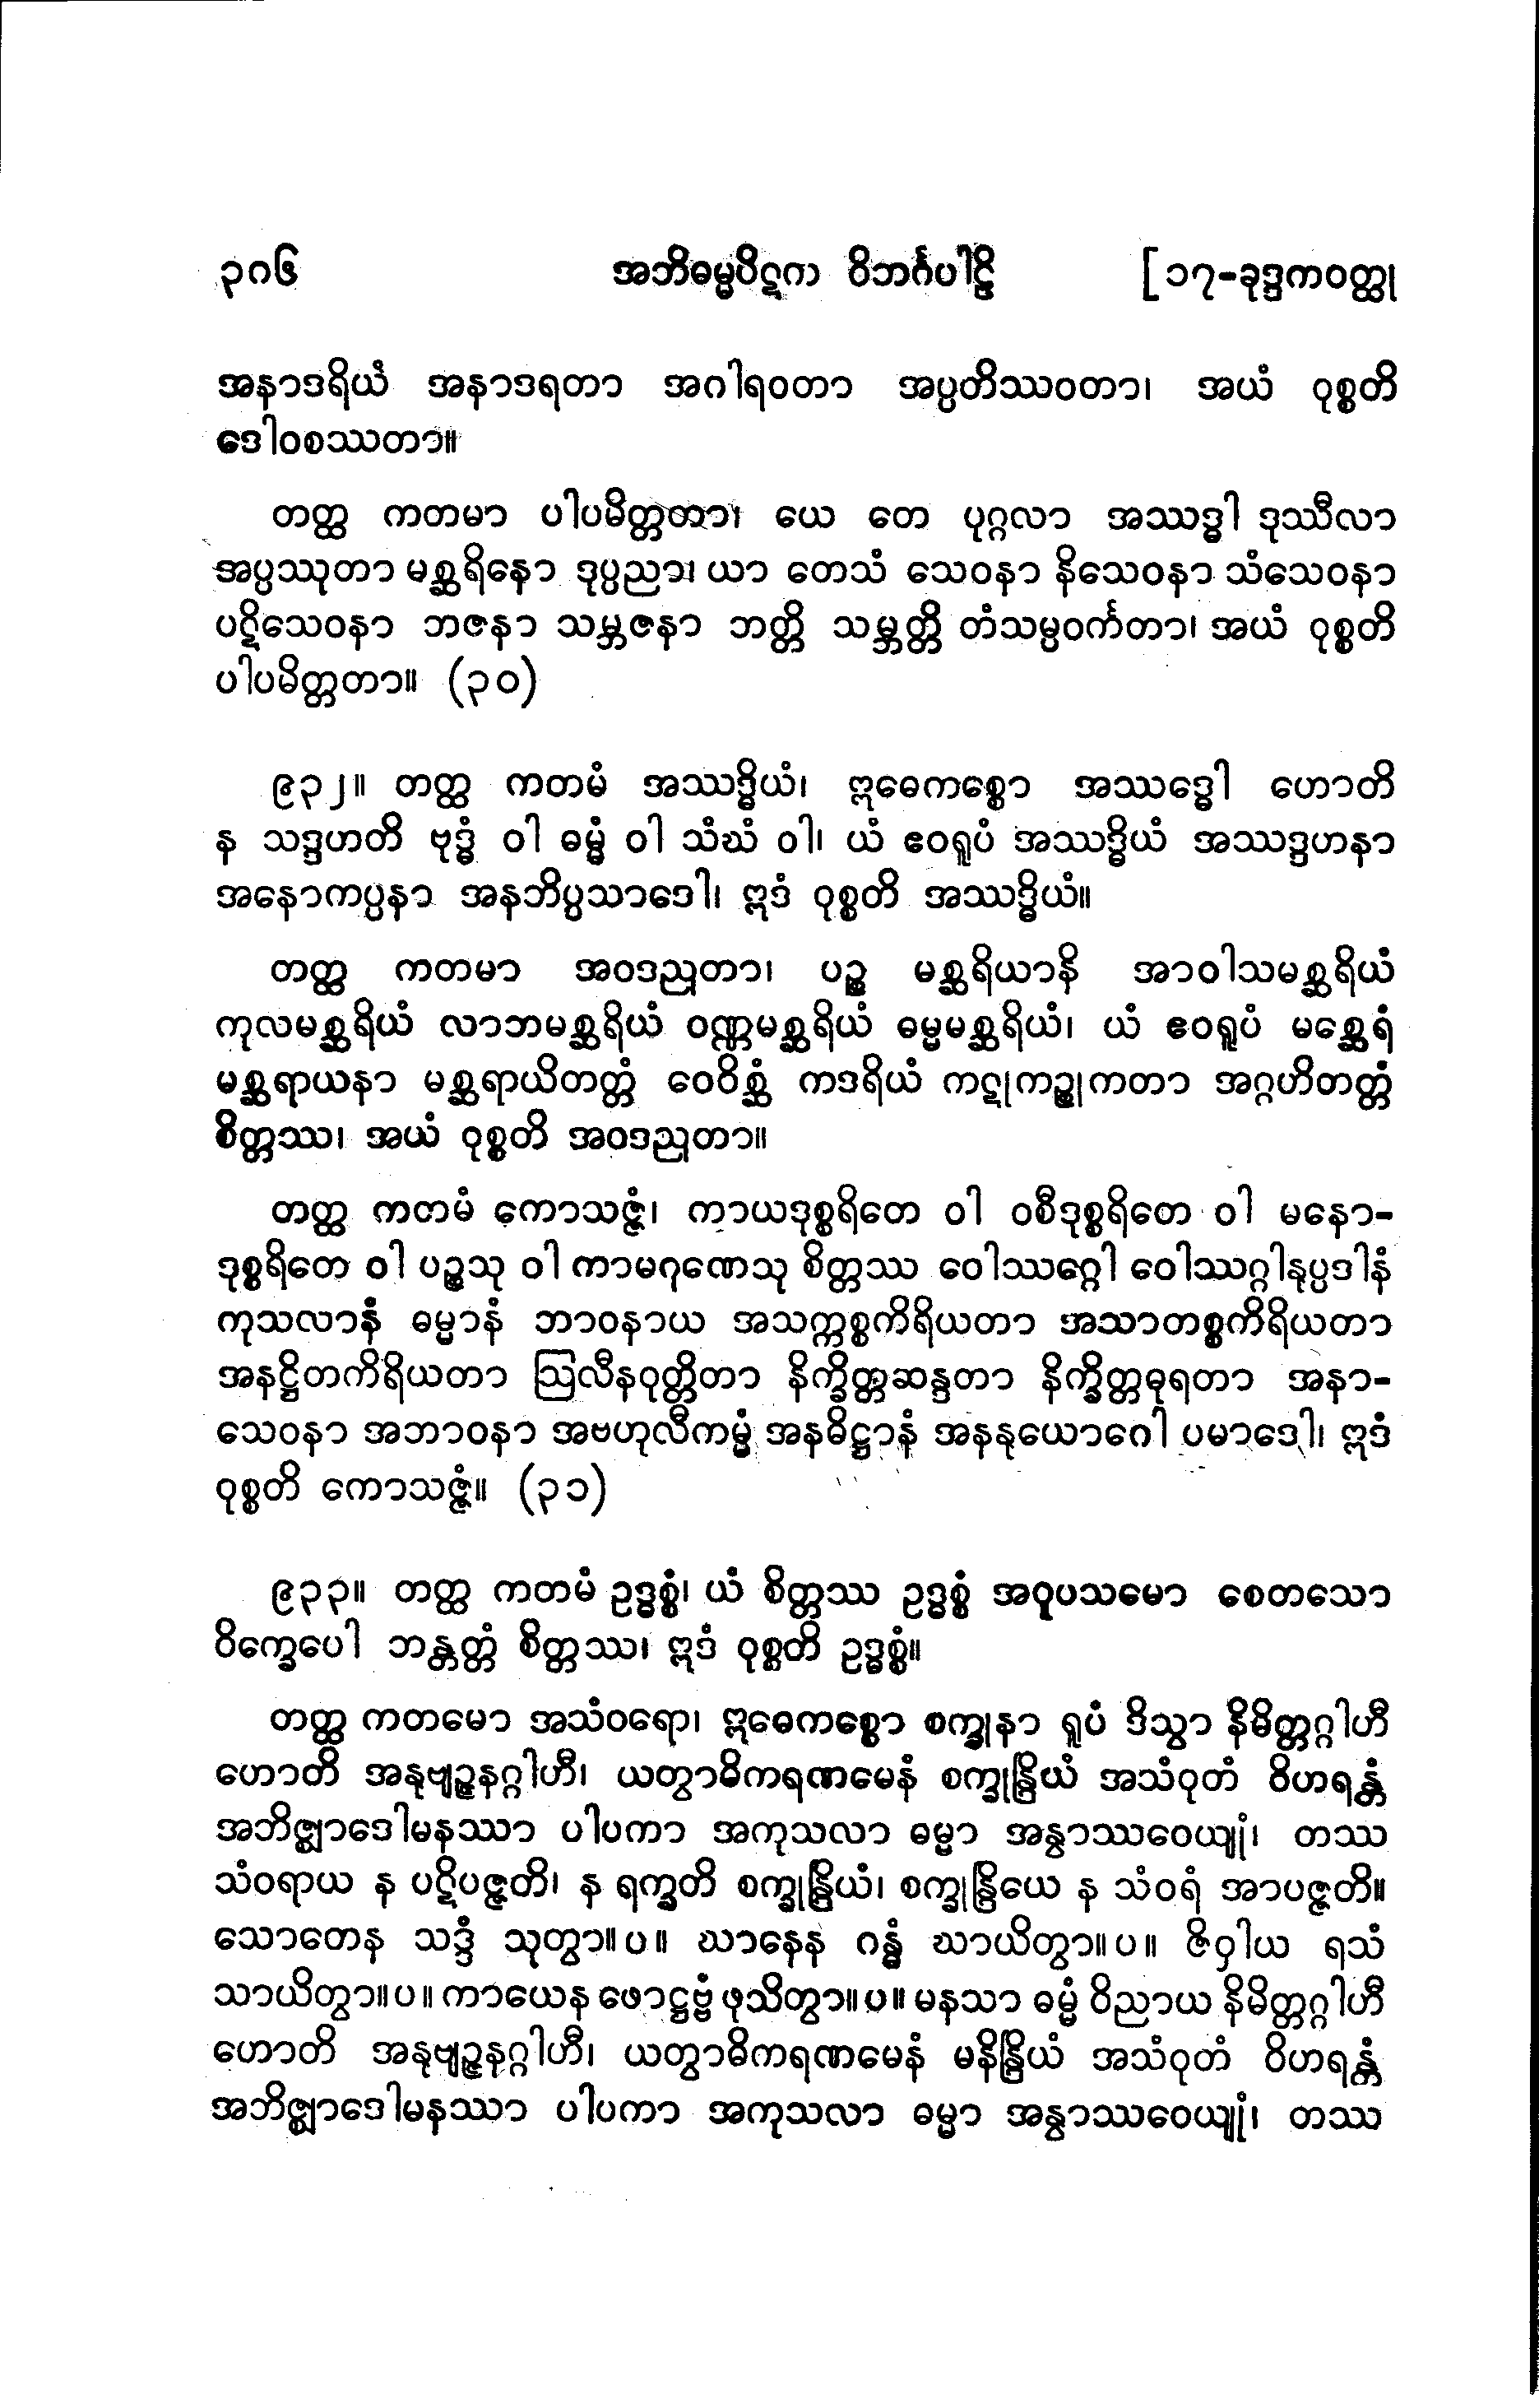 ၃၈၆ အဘိဓမ္မပိဋက ဝိဘင်္ဂပါဠိ [၁၇-ခုဒ္ဒကဝတ္ထု
အနာဒရိယံ အနာဒရတာ အဂါရဝတာ အပ္ပတိဿဝတာ၊ အယံ ဝုစ္စတိ
ဒေါဝစဿတာ။
တတ္ထ ကတမာ ပါပမိတ္တတာ၊ ယေ တေ ပုဂ္ဂလာ အဿဒ္ဓါ ဒုဿီလာ
အပ္ပဿုတာ မစ္ဆရိနော ဒုပ္ပညာ၊ ယာ တေသံ သေဝနာ နိသေဝနာ သံသေဝနာ
ပဋိသေဝနာ ဘဇနာ သမ္ဘဇနာ ဘတ္တိ သမ္ဘတ္တိ တံသမ္ပဝင်္ကတာ၊ အယံ ဝုစ္စတိ
ပါပမိတ္တတာ။ (၃၀)
၉၃၂။ တတ္ထ ကတမံ အဿဒ္ဓိယံ၊ ဣဓေကစ္စော အဿဒ္ဓေါ ဟောတိ
န သဒ္ဒဟတိ ဗုဒ္ဓံ ဝါ ဓမ္မံ ဝါ သံဃံ ဝါ၊ ယံ ဧဝရူပံ အဿဒ္ဓိယံ အဿဒ္ဒဟနာ
အနောကပ္ပနာ အနဘိပ္ပသာဒေါ၊ ဣဒံ ဝုစ္စတိ အဿဒ္ဓိယံ။
တတ္ထ ကတမာ အဝဒညုတာ၊ ပဉ္စ မစ္ဆရိယာနိ အာဝါသမစ္ဆရိယံ
ကုလမစ္ဆရိယံ လာဘမစ္ဆရိယံ ဝဏ္ဏမစ္ဆရိယံ ဓမ္မမစ္ဆရိယံ၊ ယံ ဧဝရူပံ မစ္ဆေရံ
မစ္ဆရာယနာ မစ္ဆရာယိတတ္တံ ဝေဝိစ္ဆံ ကဒရိယံ ကဋုကဉ္စုကတာ အဂ္ဂဟိတတ္တံ
စိတ္တဿ၊ အယံ ဝုစ္စတိ အဝဒညုတာ။
တတ္ထ ကတမံ ကောသဇ္ဇံ၊ ကာယဒုစ္စရိတေ ဝါ ဝစီဒုစ္စရိတေ ဝါ မနော-
ဒုစ္စရိတေ ဝါ ပဉ္စသု ဝါ ကာမဂုဏေသု စိတ္တဿ ဝေါဿဂ္ဂေါ ဝေါဿဂ္ဂါနုပ္ပဒါနံ
ကုသလာနံ ဓမ္မာနံ ဘာဝနာယ အသက္ကစ္စကိရိယတာ အသာတစ္စကိရိယတာ
အနဋ္ဌိတကိရိယတာ ဩလီနဝုတ္တိတာ နိက္ခိတ္တဆန္ဒတာ နိက္ခိတ္တဓုရတာ အနာ-
သေဝနာ အဘာဝနာ အဗဟုလီကမ္မံ အနဓိဋ္ဌာနံ အနနုယောဂေါ ပမာဒေါ၊ ဣဒံ
ဝုစ္စတိ ကောသဇ္ဇံ။ (၃၁)
၉၃၃။ တတ္ထ ကတမံ ဥဒ္ဓစ္စံ၊ ယံ စိတ္တဿ ဥဒ္ဓစ္စံ အဝူပသမော စေတသော
ဝိက္ခေပေါ ဘန္တတ္တံ စိတ္တဿ၊ ဣဒံ ဝုစ္စတိ ဥဒ္ဓစ္စံ။
တတ္ထ ကတမော အသံဝရော၊ ဣဓေကစ္စော စက္ခုနာ ရူပံ ဒိသွာ နိမိတ္တဂ္ဂါဟီ
ဟောတိ အနုဗျဉ္ဇနဂ္ဂါဟီ၊ ယတွာဓိကရဏမေနံ စက္ခုန္ဒြိယံ အသံဝုတံ ဝိဟရန္တံ
အဘိဇ္ဈာဒေါမနဿာ ပါပကာ အကုသလာ ဓမ္မာ အန္វာဿဝေယျုံ၊ တဿ
သံဝရာယ န ပဋိပဇ္ဇတိ၊ န ရက္ခတိ စက္ခုန္ဒြိယံ၊ စက္ခုန္ဒြိယေ န သံဝရံ အာပဇ္ဇတိ။
သောတေန သဒ္ဒံ သုတွာ။ပ။ ဃာနေန ဂန္ဓံ ဃာယိတွာ။ပ။ ဇိဝှါယ ရသံ
သာယိတွာ။ပ။ ကာယေန ဖောဋ္ဌဗ္ဗံ ဖုသိတွာ။ပ။ မနသာ ဓမ္မံ ဝိညာယ နိမိတ္တဂ္ဂါဟီ
ဟောတိ အနုဗျဉ္ဇနဂ္ဂါဟီ၊ ယတွာဓိကရဏမေနံ မနိန္ဒြိယံ အသံဝုတံ ဝိဟရန္တံ
အဘိဇ္ဈာဒေါမနဿာ ပါပကာ အကုသလာ ဓမ္မာ အန္វာဿဝေယျုံ၊ တဿ